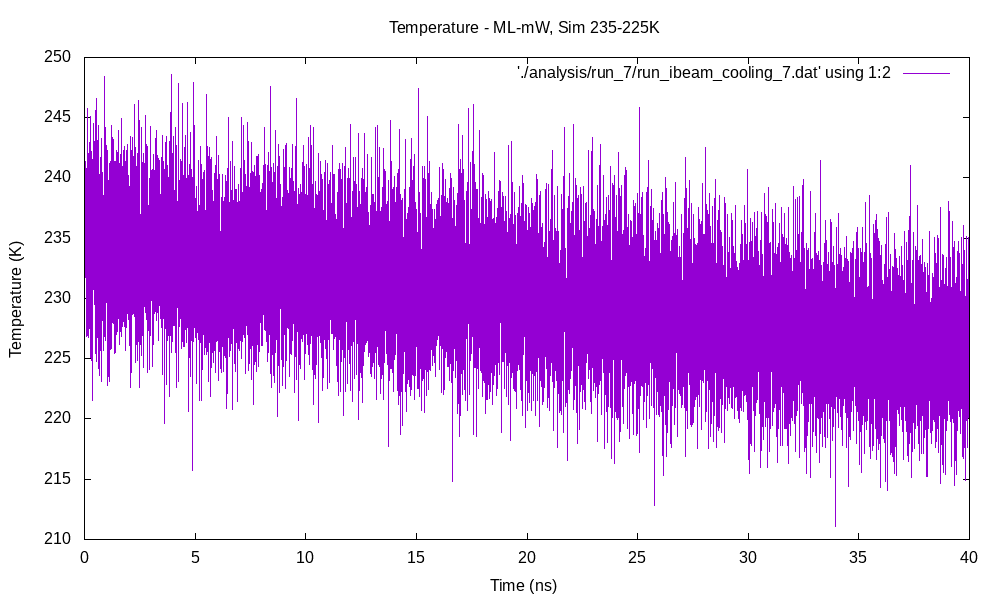 Temperature - ML-mW, Sim 235-225K
'./analysis/run_7/run_ibeam_cooling_7.dat' using 1:2
250
245
240
235
230
225
220
215
210
Temperature (K)
0 5 10 15 20 25 30 35 40
Time (ns)